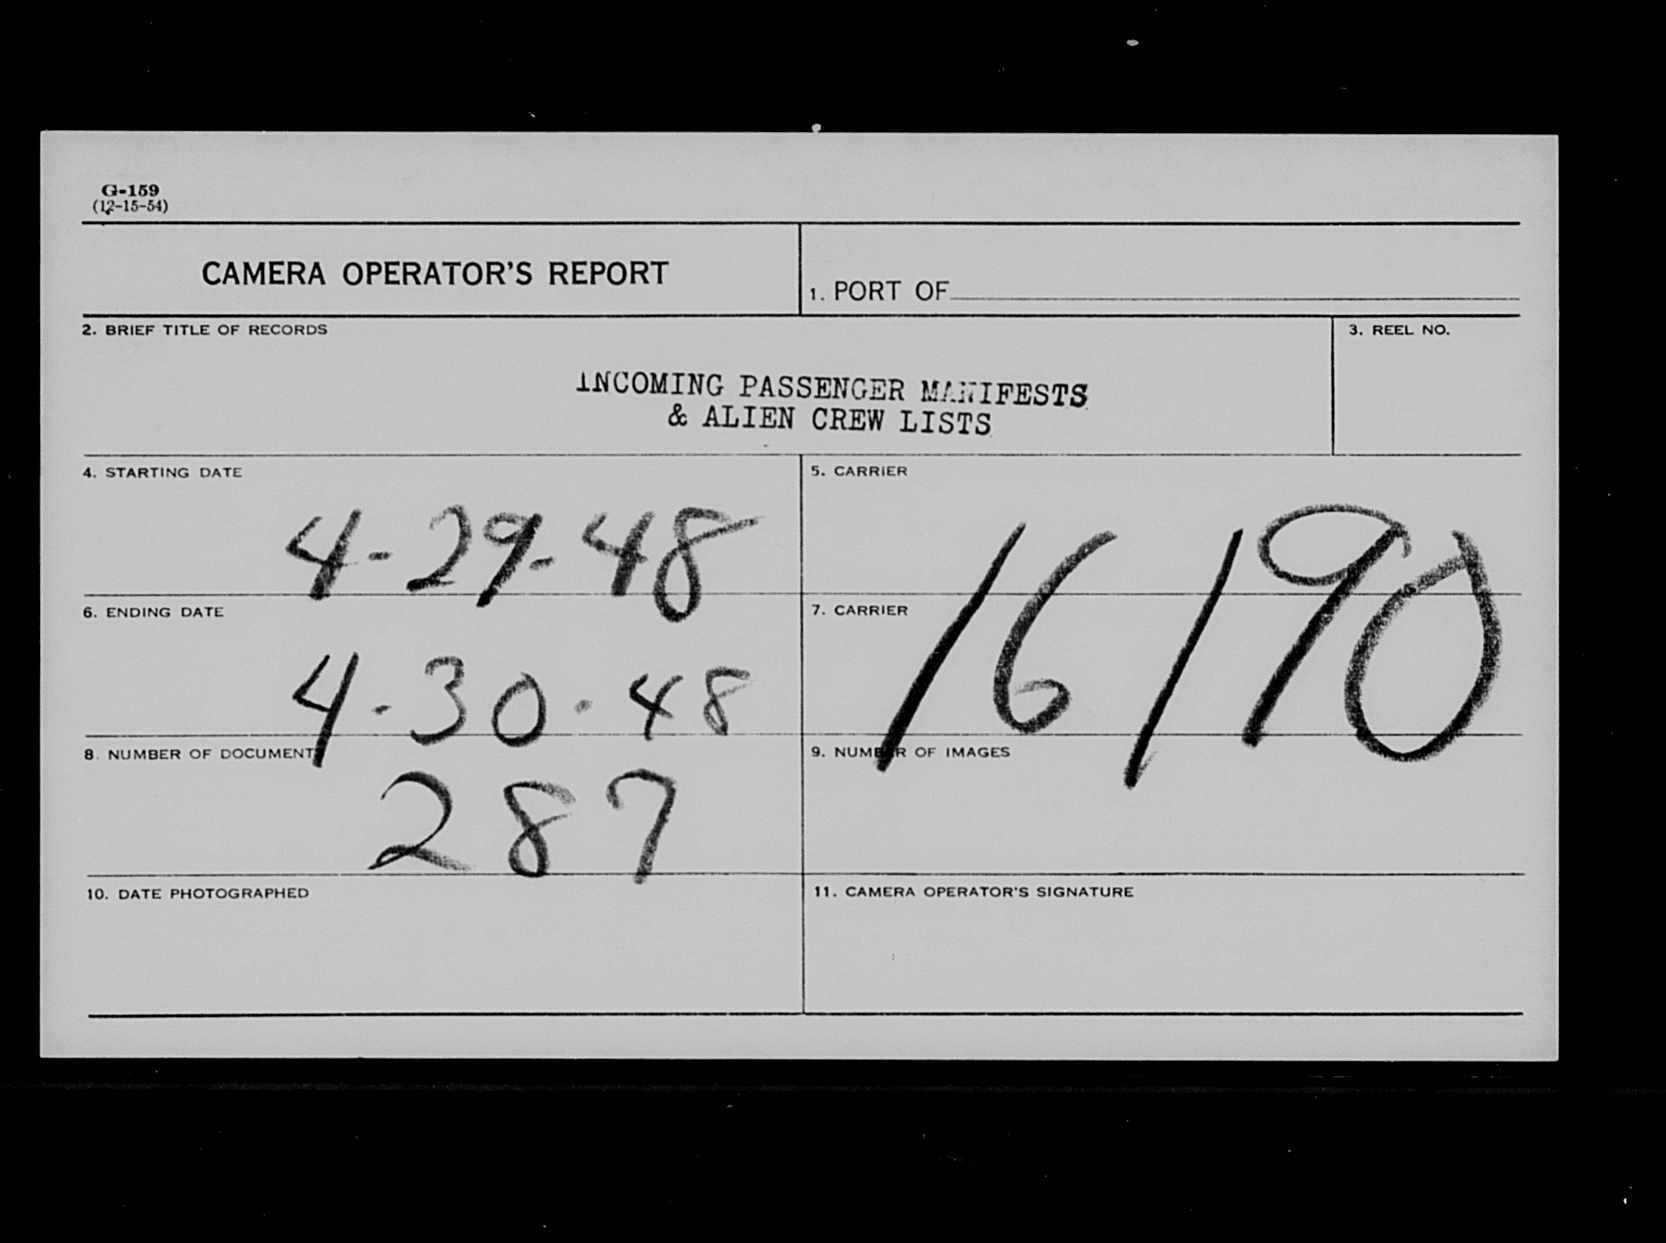 G-159
(12-15-54)
CAMERA OPERATOR'S REPORT
1. PORT OF
2. BRIEF TITLE OF RECORDS
3. REEL NO.
INCOMING PASSENGER MANIFESTS
& ALIEN CREW LISTS
4. STARTING DATE
4-29-48
5. CARRIER
16190
6. ENDING DATE
4-30-48
7. CARRIER
8. NUMBER OF DOCUMENTS
287
9. NUMBER OF IMAGES
10. DATE PHOTOGRAPHED
11. CAMERA OPERATOR'S SIGNATURE